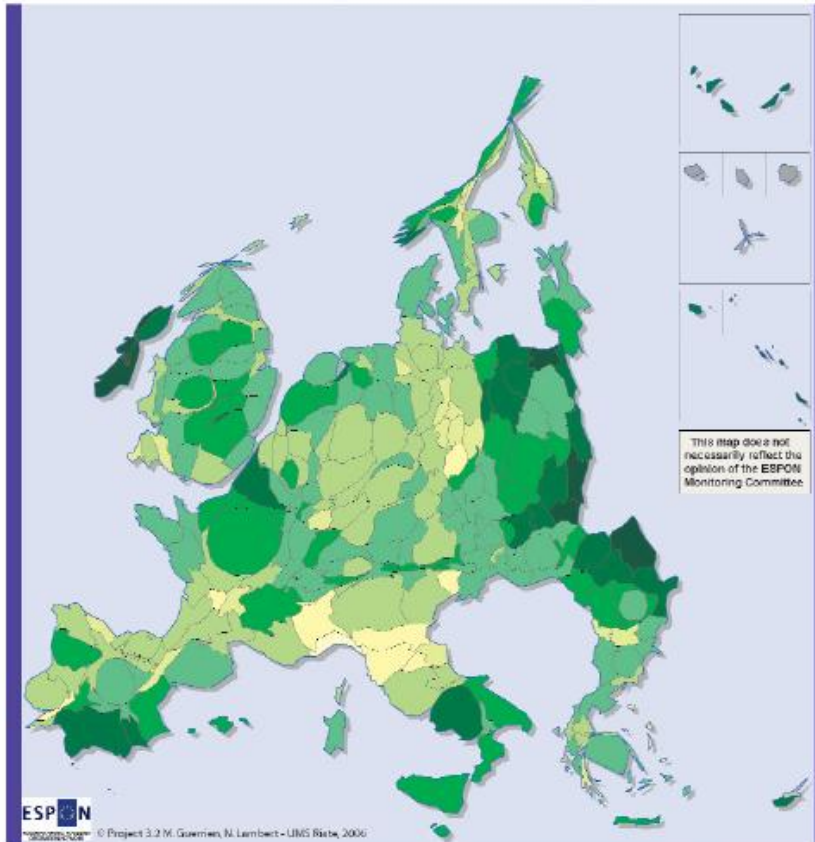 This map does not
necessarily reflect the
opinion of the ESPON
Monitoring Committee
ESPON
© Project 3.2 M. Guerrien, N. Lambert - UMS Riate, 2006